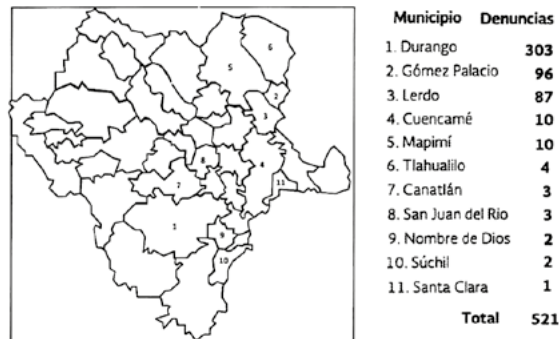 Municipio Denuncias
1. Durango 303
2. Gómez Palacio 96
3. Lerdo 87
4. Cuencamé 10
5. Mapimí 10
6. Tlahualilo 4
7. Canatlán 3
8. San Juan del Río 3
9. Nombre de Dios 2
10. Súchil 2
11. Santa Clara 1
Total 521
6
5
2
3
8
4
7
11
1
9
10